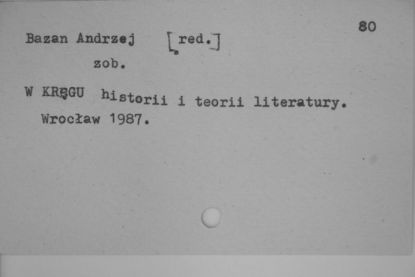 80
Bazan Andrzej [red.]
zob.
W KRĘGU historii i teorii literatury.
Wrocław 1987.